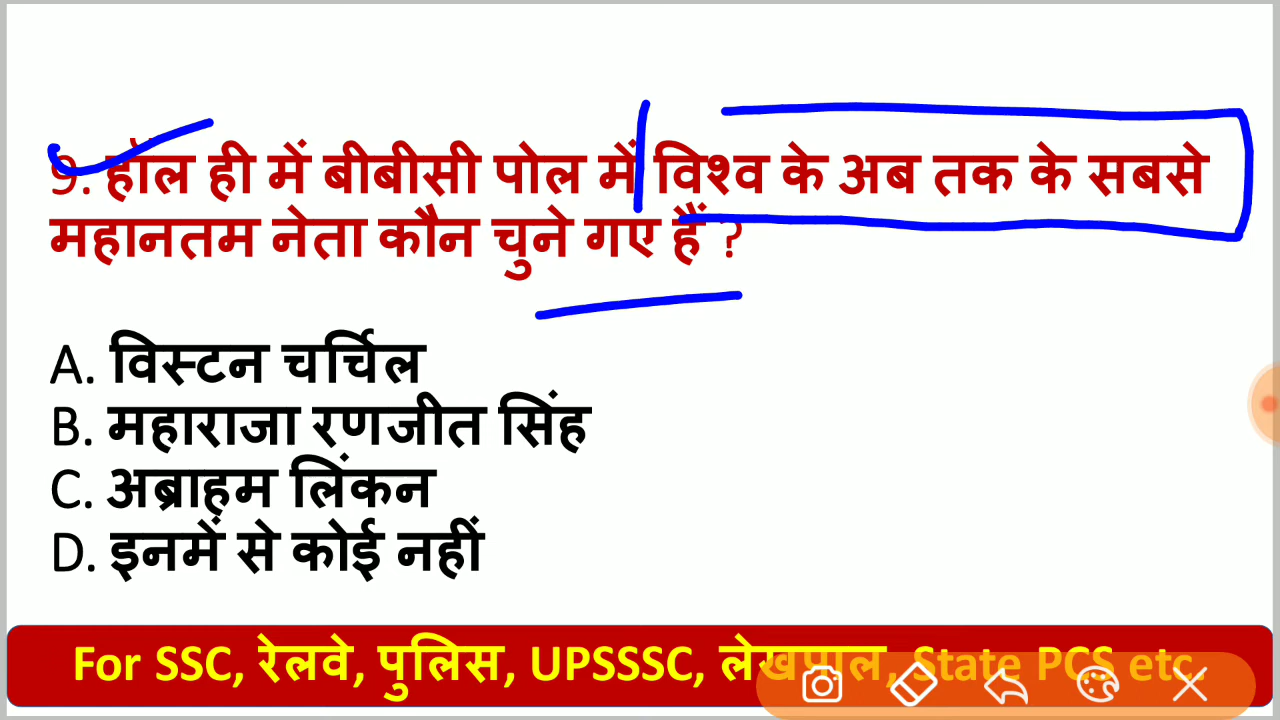 9. हॉल ही में बीबीसी पोल में विश्व के अब तक के सबसे
महानतम नेता कौन चुने गए हैं ?
A. विस्टन चर्चिल
B. महाराजा रणजीत सिंह
C. अब्राहम लिंकन
D. इनमें से कोई नहीं
For SSC, रेलवे, पुलिस, UPSSSC, लेखपाल, State PCS etc.